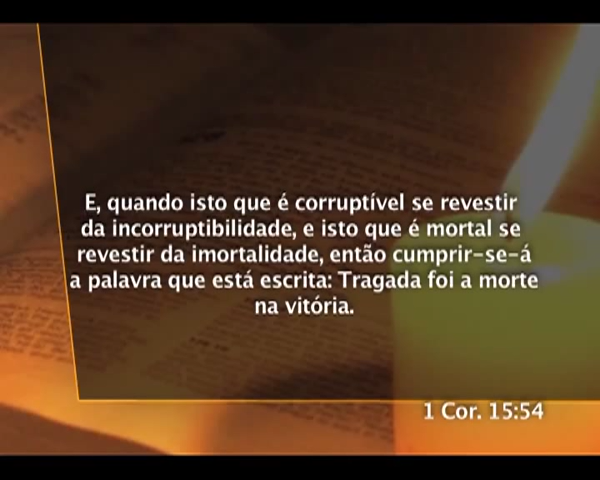 E, quando isto que é corruptível se revestir
da incorruptibilidade, e isto que é mortal se
revestir da imortalidade, então cumprir-se-á
a palavra que está escrita: Tragada foi a morte
na vitória.
1 Cor. 15:54